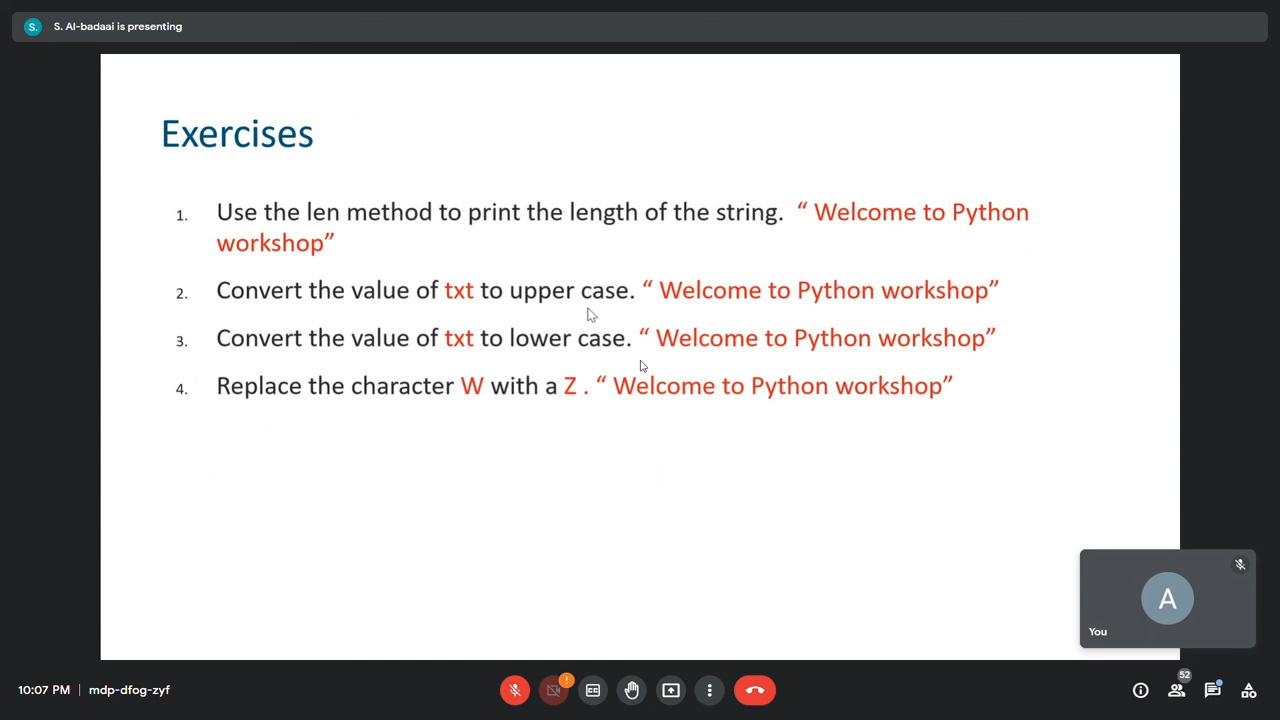 S. S. Al-badaai is presenting
Exercises
1. Use the len method to print the length of the string. “ Welcome to Python
workshop”
2. Convert the value of txt to upper case. “ Welcome to Python workshop”
3. Convert the value of txt to lower case. “ Welcome to Python workshop”
4. Replace the character W with a Z . “ Welcome to Python workshop”
A
You
10:07 PM | mdp-dfog-zyf
!
CC
52